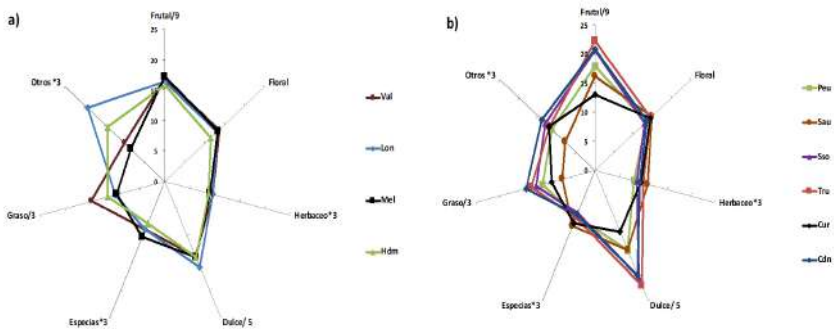 a)
Frutal/9
25
20
15
10
5
0
Floral
Herbaceo*3
Dulce/ 5
Especias*3
Graso/3
Otros *3
Val
Lon
Mel
Hdm
b)
Frutal/9
25
20
15
10
5
0
Floral
Herbaceo*3
Dulce/ 5
Especias*3
Graso/3
Otros *3
Peu
Sau
Sso
Tru
Cur
Cdn